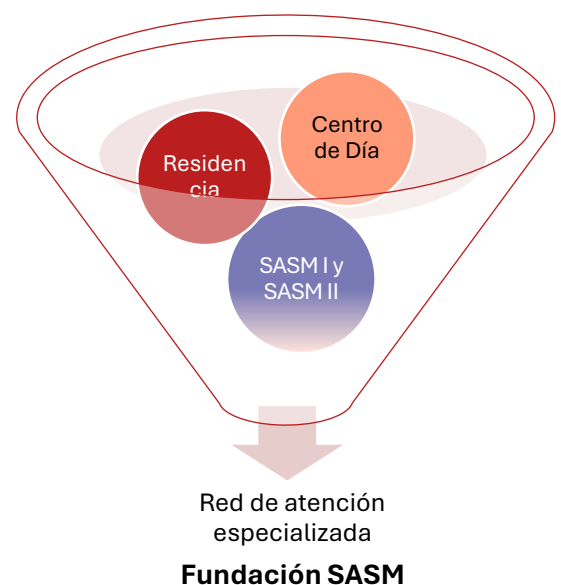 Centro
de Día
Residen
cia
SASM I y
SASM II
Red de atención
especializada
Fundación SASM